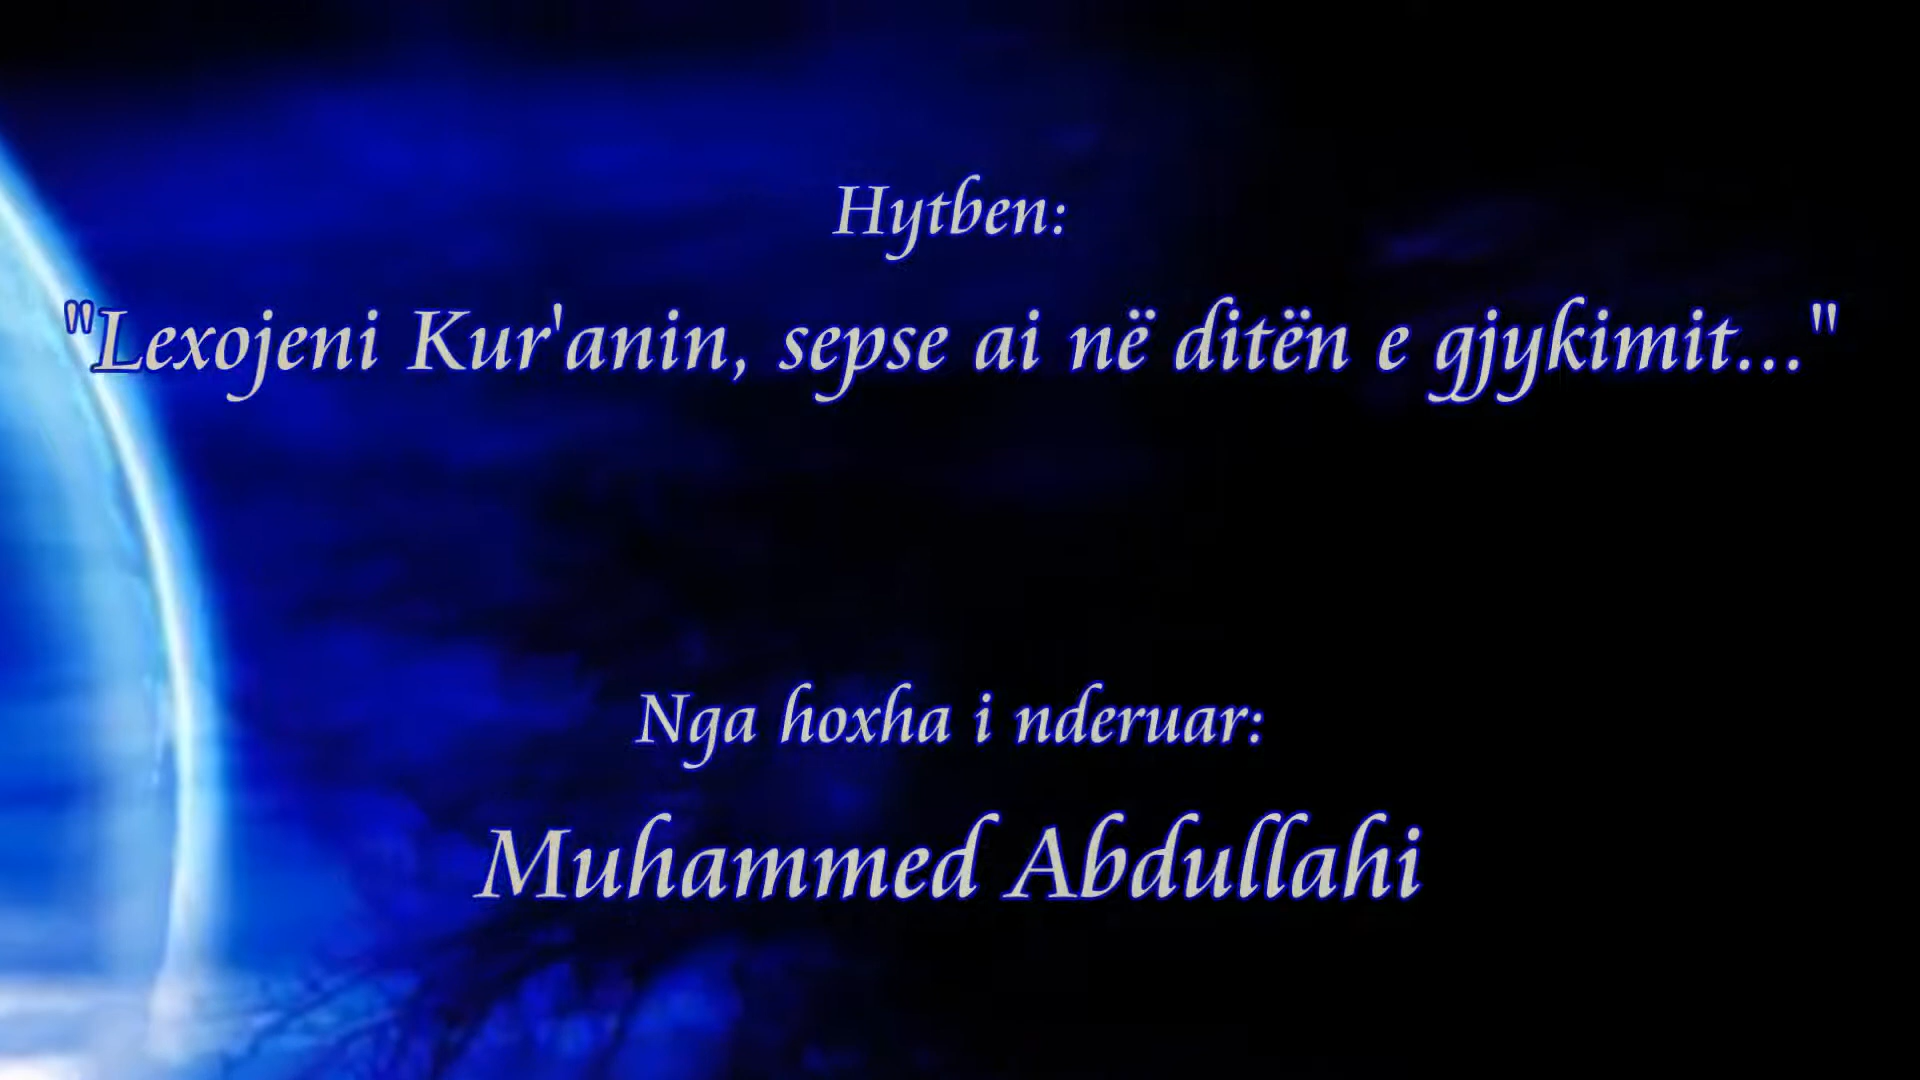 Hytben:
"Lexojeni Kur'anin, sepse ai në ditën e gjykimit..."
Nga hoxha i nderuar:
Muhammed Abdullahi